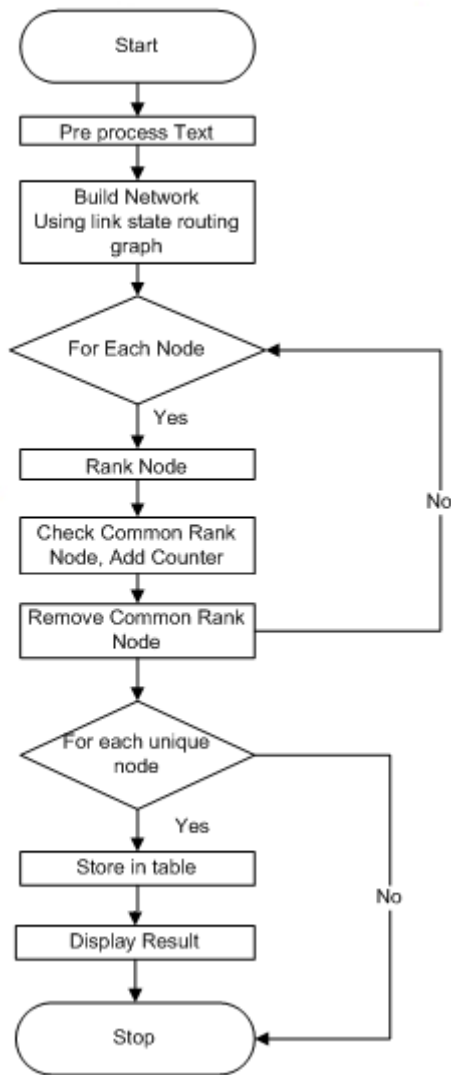 Start
Pre process Text
Build Network
Using link state routing
graph
For Each Node
Yes
Rank Node
No
Check Common Rank
Node, Add Counter
Remove Common Rank
Node
For each unique
node
Yes
Store in table
No
Display Result
Stop